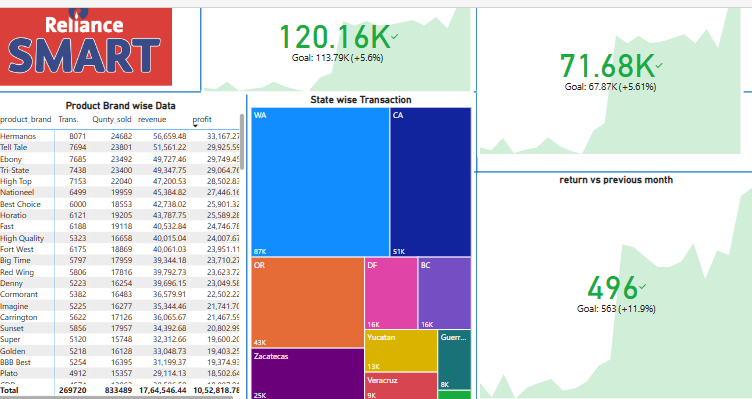 Reliance
SMART
120.16K
Goal: 113.79K (+5.6%)
71.68K
Goal: 67.87K (+5.61%)
Product Brand wise Data
product_brand Trans. Qunty_sold revenue profit
Hermanos 8071 24682 56,659.48 33,167.27
Tell Tale 7694 23801 51,561.22 29,925.59
Ebony 7685 23492 49,727.46 29,749.45
Tri-State 7438 23400 49,347.75 29,064.76
High Top 7153 22040 47,200.53 28,502.83
Nationeel 6499 19959 45,384.82 27,446.16
Best Choice 6000 18553 42,738.02 25,901.32
Horatio 6121 19205 43,787.75 25,589.28
Fast 6188 19118 40,532.84 24,746.78
High Quality 5323 16658 40,015.04 24,007.67
Fort West 6175 18869 40,061.03 23,951.11
Big Time 5797 17959 39,344.18 23,710.27
Red Wing 5806 17816 39,792.73 23,623.72
Denny 5223 16254 39,696.15 23,049.58
Cormorant 5382 16483 36,579.91 22,502.22
Imagine 5225 16277 35,344.46 21,741.70
Carrington 5622 17126 36,065.67 21,467.59
Sunset 5856 17957 34,392.68 20,802.99
Super 5120 15748 32,312.66 19,600.20
Golden 5218 16128 33,048.73 19,403.25
BBB Best 5254 16395 31,199.37 19,374.93
Plato 4912 15357 29,114.13 18,502.64
Total 269720 833489 17,64,546.44 10,52,818.78
State wise Transaction
WA
87K
CA
51K
OR
43K
DF
16K
BC
16K
Zacatecas
25K
Yucatan
13K
Guerr...
8K
Veracruz
9K
return vs previous month
496
Goal: 563 (+11.9%)